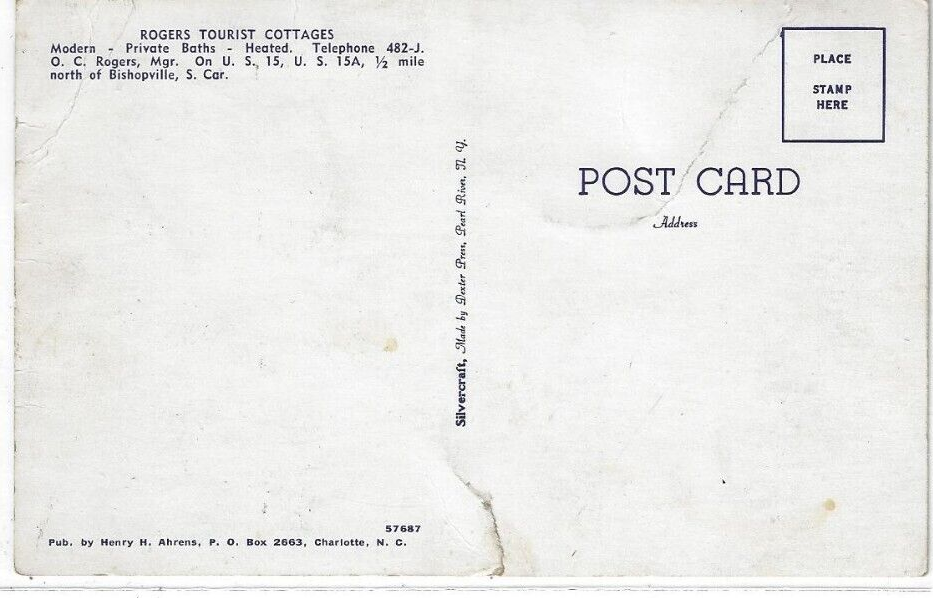 ROGERS TOURIST COTTAGES
Modern - Private Baths - Heated. Telephone 482-J.
O. C. Rogers, Mgr. On U. S. 15, U. S. 15A, ½ mile
north of Bishopville, S. Car.
PLACE
STAMP
HERE
POST CARD
Address
Silvercraft, Made by Dexter Press, Pearl River, N. Y.
57687
Pub. by Henry H. Ahrens, P. O. Box 2663, Charlotte, N. C.